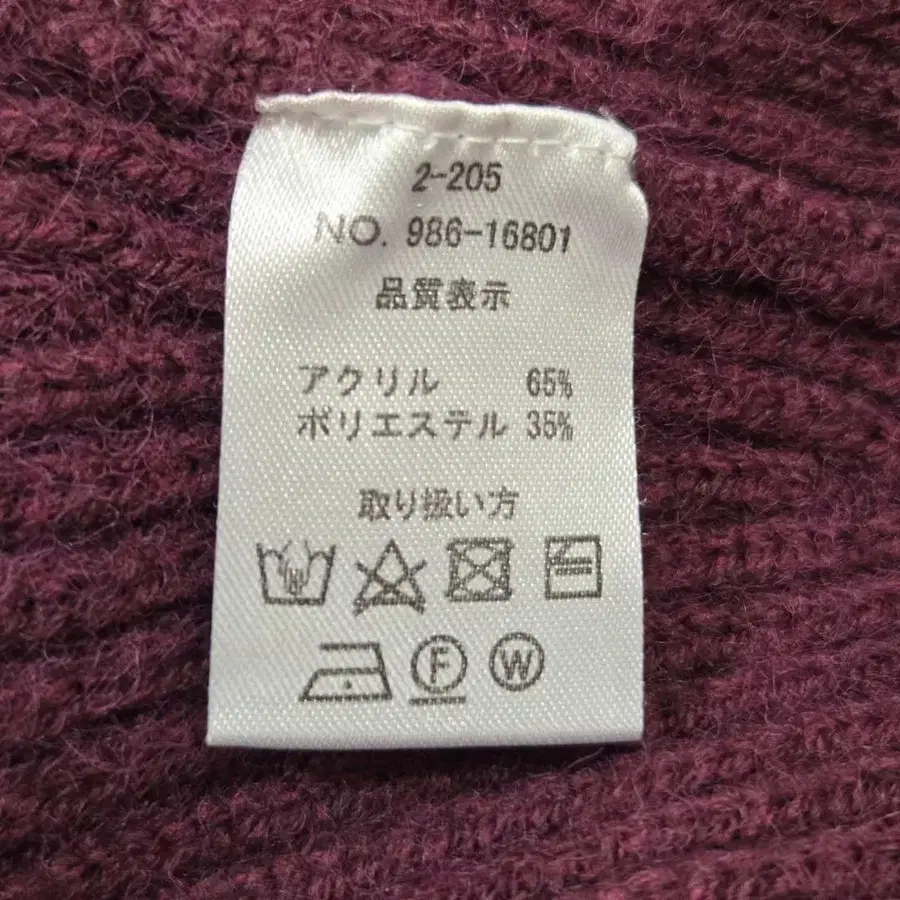 2-205
NO. 986-16801
品質表示
アクリル 65%
ポリエステル 35%
取り扱い方
F W